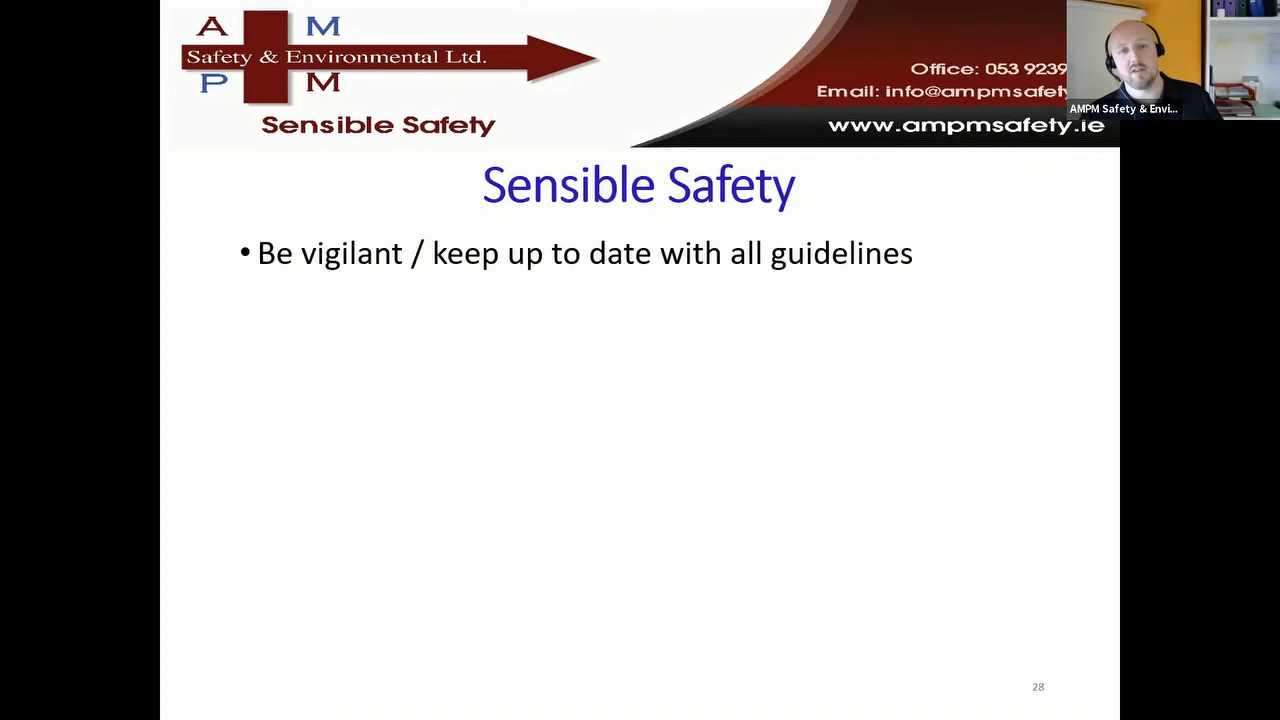 A M
Safety & Environmental Ltd.
P M
Sensible Safety
Office: 053 9239
Email: info@ampmsafety
www.ampmsafety.ie
AMPM Safety & Envi...
Sensible Safety
• Be vigilant / keep up to date with all guidelines
28